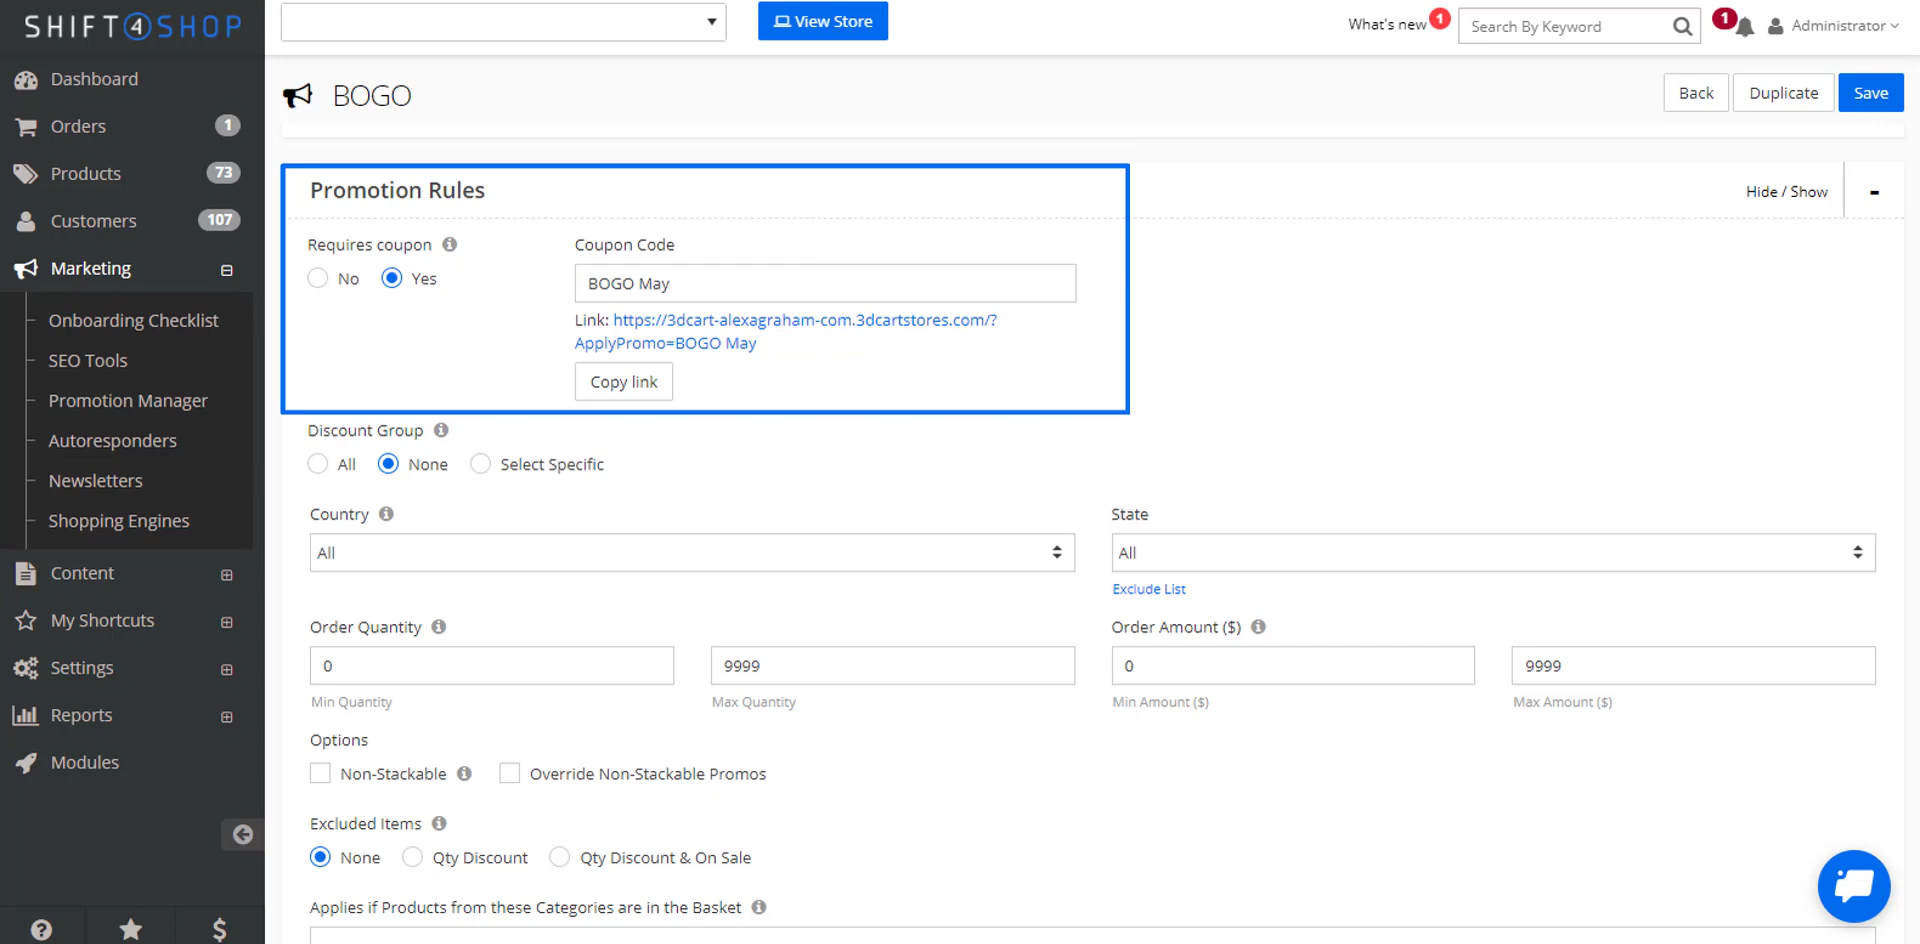 SHIFT4SHOP
View Store
What's new 1
Search By Keyword
1
Administrator
Dashboard
Orders 1
Products 73
Customers 107
Marketing
Onboarding Checklist
SEO Tools
Promotion Manager
Autoresponders
Newsletters
Shopping Engines
Content
My Shortcuts
Settings
Reports
Modules
BOGO
Back
Duplicate
Save
Promotion Rules
Hide / Show
Requires coupon
No Yes
Coupon Code
BOGO May
Link: https://3dcart-alexagraham-com.3dcartstores.com/?
ApplyPromo=BOGO May
Copy link
Discount Group
All None Select Specific
Country
All
State
All
Exclude List
Order Quantity
0
Min Quantity
9999
Max Quantity
Order Amount ($)
0
Min Amount ($)
9999
Max Amount ($)
Options
Non-Stackable Override Non-Stackable Promos
Excluded Items
None Qty Discount Qty Discount & On Sale
Applies if Products from these Categories are in the Basket